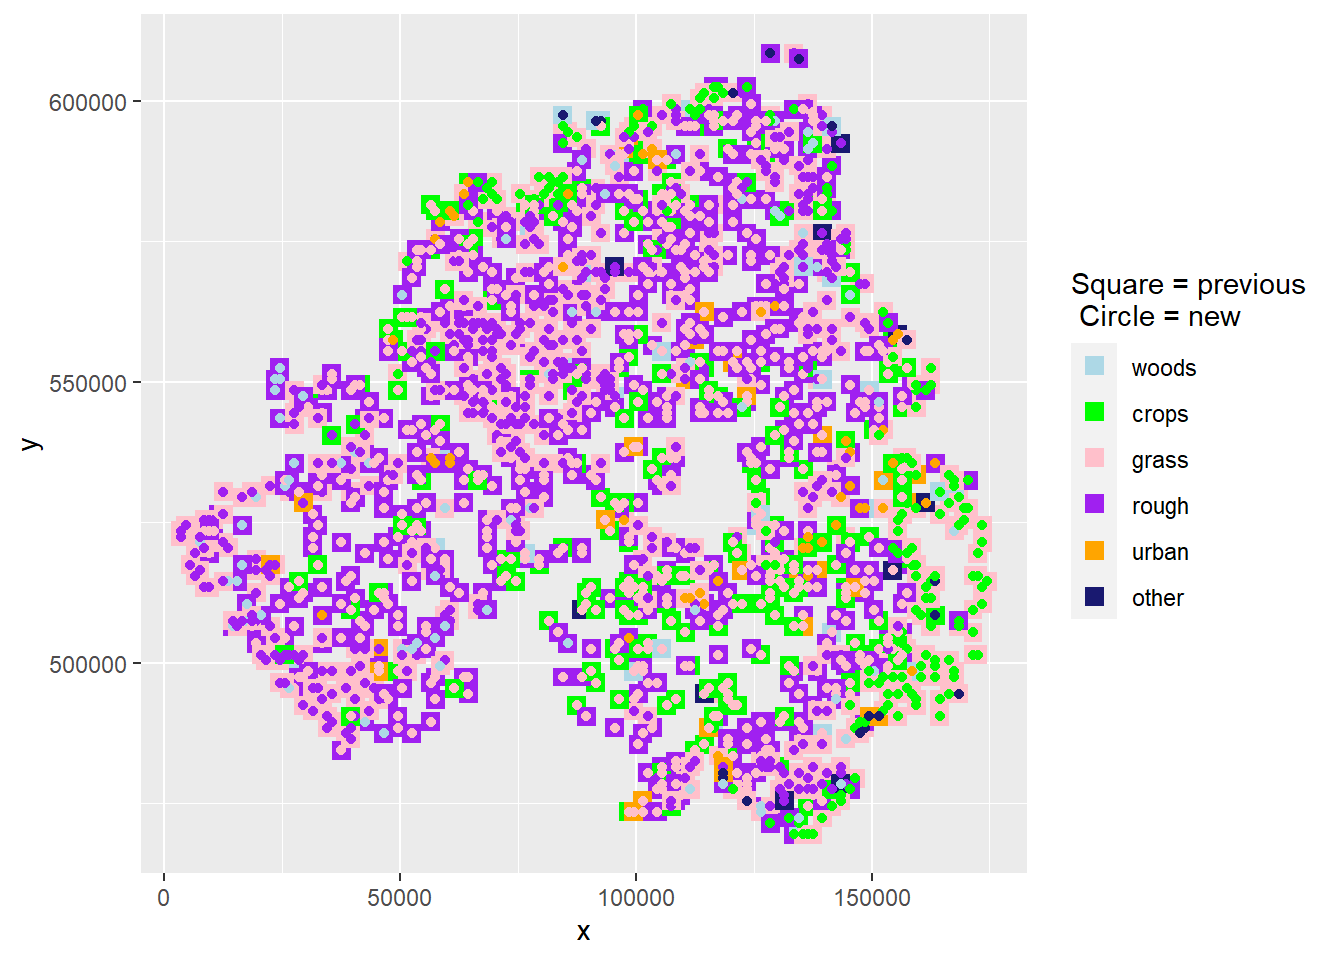 600000
550000
500000
y
0
50000
100000
150000
x
Square = previous
Circle = new
woods
crops
grass
rough
urban
other